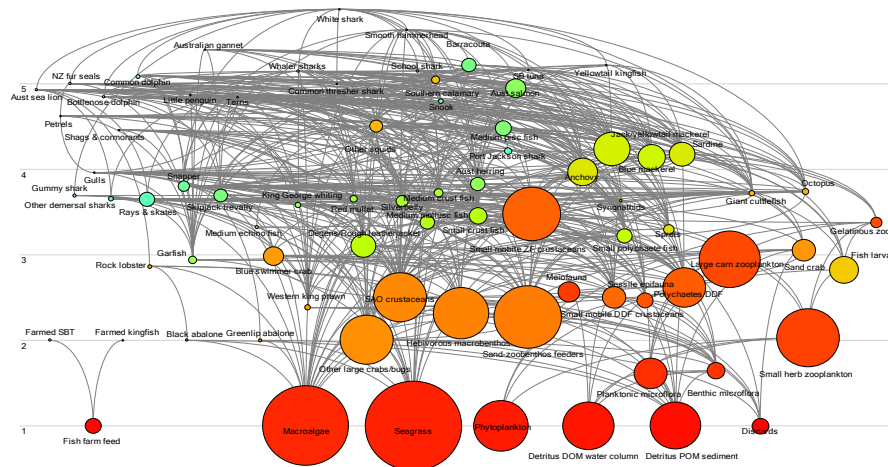 White shark
Smooth hammerhead
Australian gannet
Barracouta
Whaler sharks
School shark
SB tuna
Yellowtail kingfish
NZ fur seals
Common dolphin
5
Aust sea lion
Bottlenose dolphin
Little penguin
Terns
Common thresher shark
Southern calamary
Snook
Aust salmon
Petrels
Shags & cormorants
Other squids
Medium pisc fish
Jack/yellowtail mackerel
Sardine
Port Jackson shark
Blue mackerel
4
Gulls
Snapper
Aust herring
Anchovy
Octopus
Gummy shark
Other demersal sharks
Rays & skates
Skipjack trevally
King George whiting
Red mullet
Silverbelly
Medium crust fish
Medium mollusc fish
Small crust fish
Syngnathids
Giant cuttlefish
Medium echino fish
Degens/Rough leatherjacket
Small mobile ZF crustaceans
Squids
Small polychaete fish
Gelatinous zoo
3
Garfish
Rock lobster
Blue swimmer crab
Large carn zooplankton
Sand crab
Fish larva
Western king prawn
SAO crustaceans
Meiofauna
Sessile epifauna
Polychaetes DDF
Small mobile DDF crustaceans
Farmed SBT
Farmed kingfish
Black abalone
Greenlip abalone
Hebivorous macrobenthos
Sand-zoobenthos feeders
2
Other large crabs/bugs
Small herb zooplankton
Planktonic microflora
Benthic microflora
1
Fish farm feed
Macroalgae
Seagrass
Phytoplankton
Detritus DOM water column
Detritus POM sediment
Discards